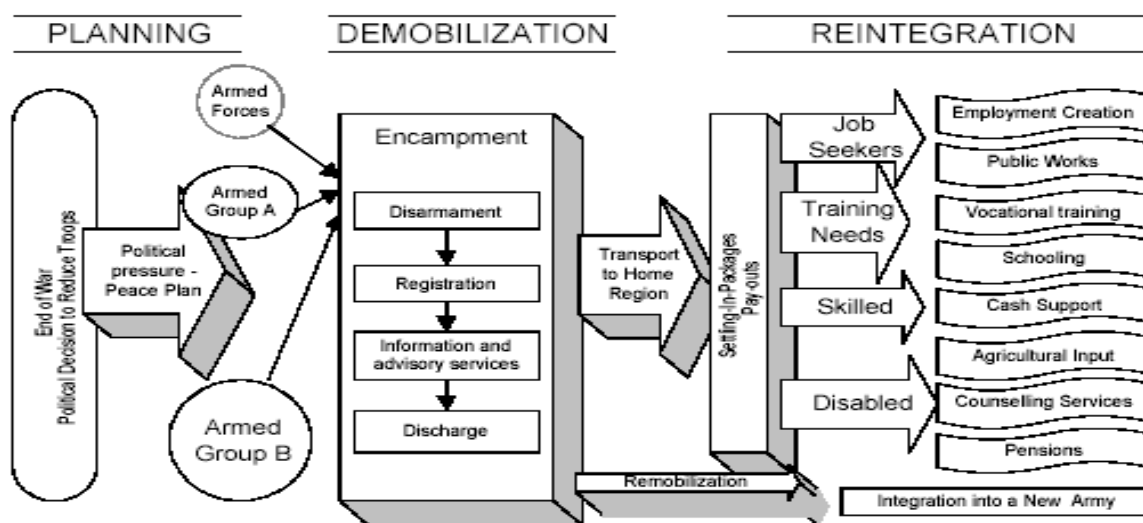 PLANNING
DEMOBILIZATION
REINTEGRATION
End of War
Political Decision to Reduce Troops
Political
pressure -
Peace Plan
Armed
Forces
Armed
Group A
Armed
Group B
Encampment
Disarmament
Registration
Information and
advisory services
Discharge
Transport
to Home
Region
Settling-In-Packages
Pay-outs
Job
Seekers
Training
Needs
Skilled
Disabled
Employment Creation
Public Works
Vocational training
Schooling
Cash Support
Agricultural Input
Counselling Services
Pensions
Remobilization
Integration into a New Army